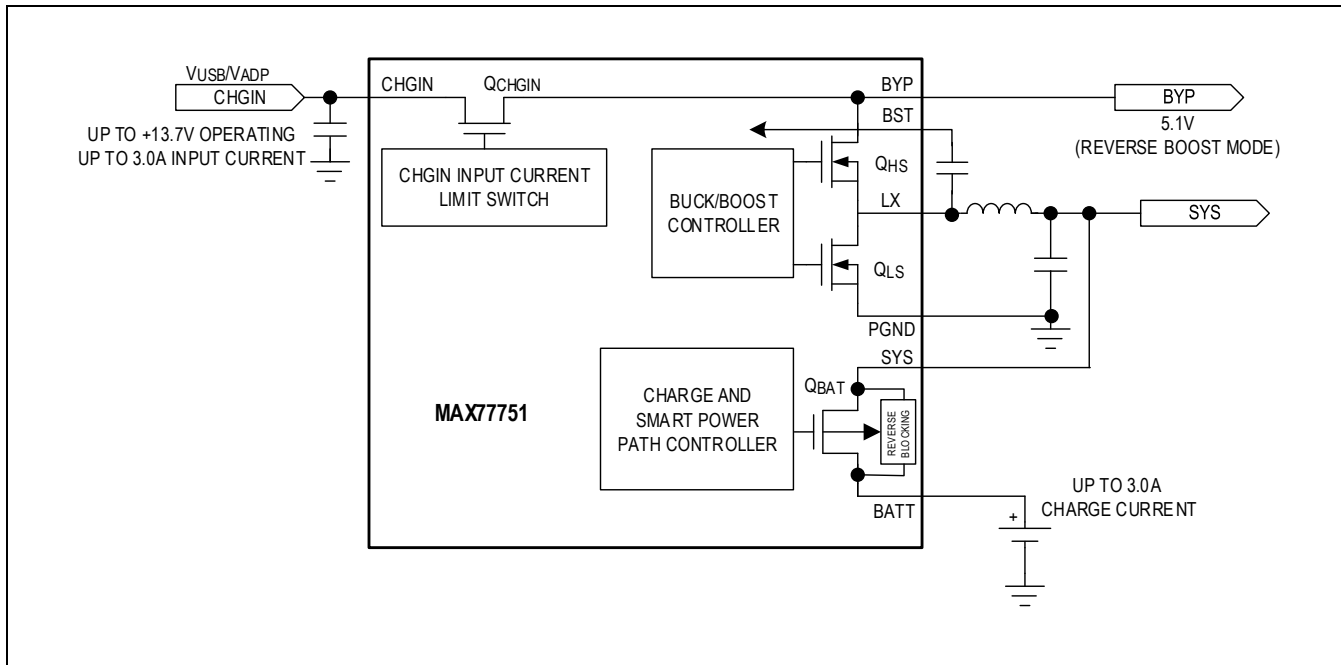 VUSB/VADP
CHGIN
UP TO +13.7V OPERATING
UP TO 3.0A INPUT CURRENT
CHGIN
QCHGIN
CHGIN INPUT CURRENT
LIMIT SWITCH
BYP
BST
BYP
5.1V
(REVERSE BOOST MODE)
BUCK/BOOST
CONTROLLER
QHS
LX
SYS
QLS
PGND
SYS
MAX77751
CHARGE AND
SMART POWER
PATH CONTROLLER
QBAT
REVERSE
BLOCKING
BATT
UP TO 3.0A
CHARGE CURRENT
+